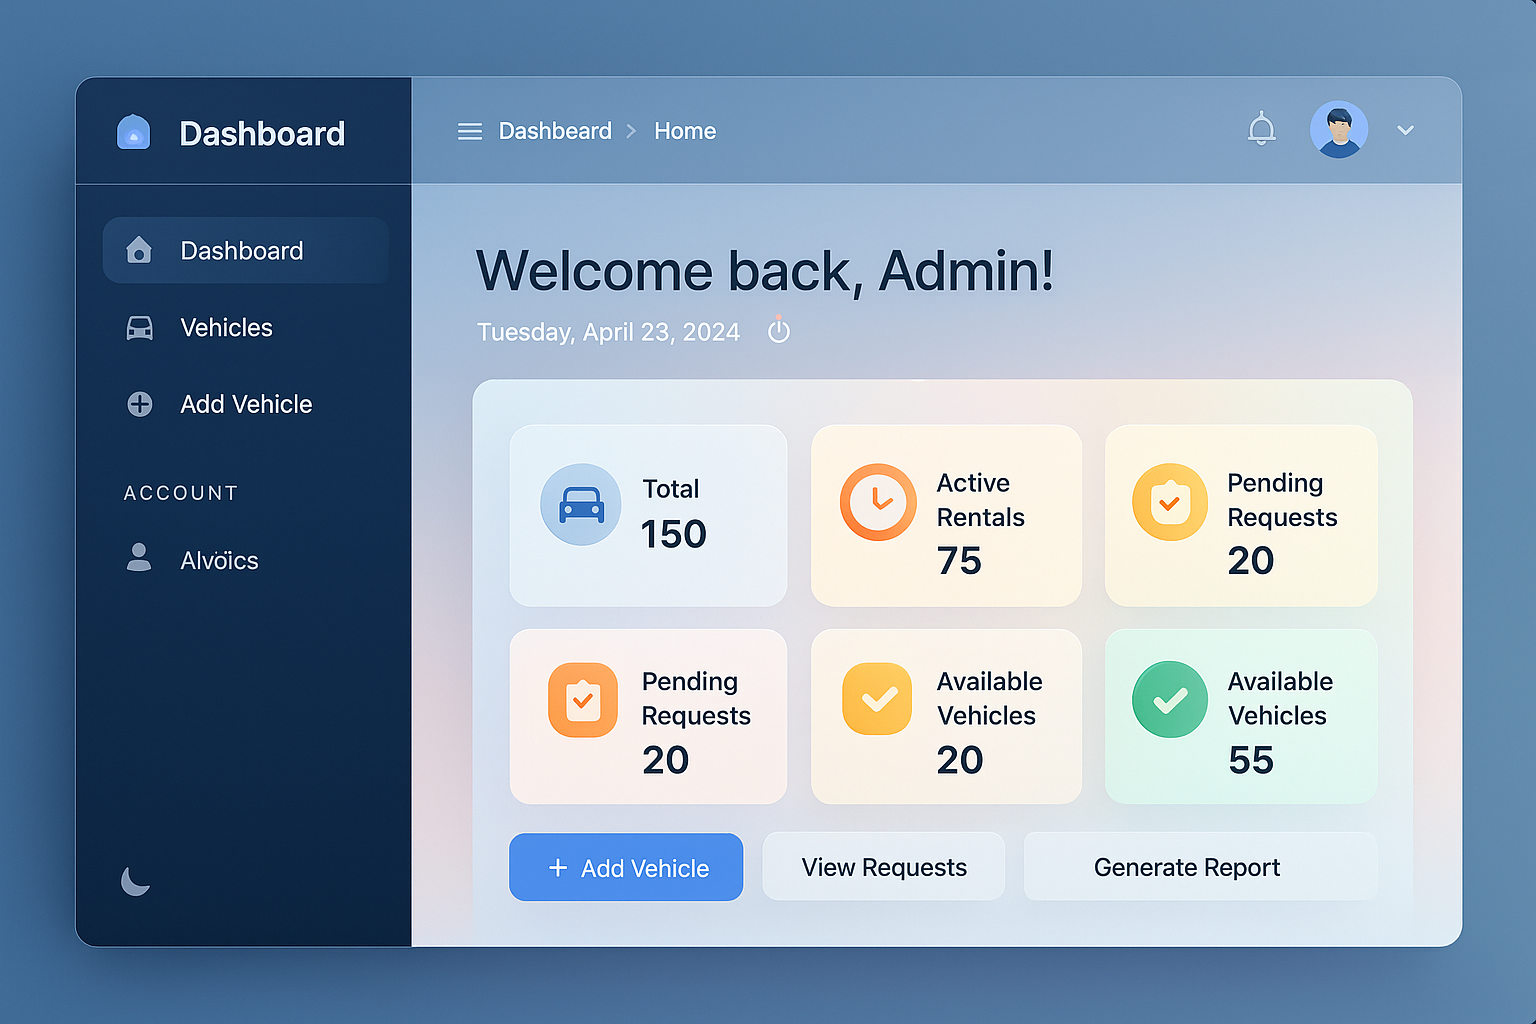 Dashboard
Dashbeard > Home
Dashboard
Vehicles
Add Vehicle
ACCOUNT
Alvöics
Welcome back, Admin!
Tuesday, April 23, 2024
Total
150
Active
Rentals
75
Pending
Requests
20
Pending
Requests
20
Available
Vehicles
20
Available
Vehicles
55
+ Add Vehicle
View Requests
Generate Report